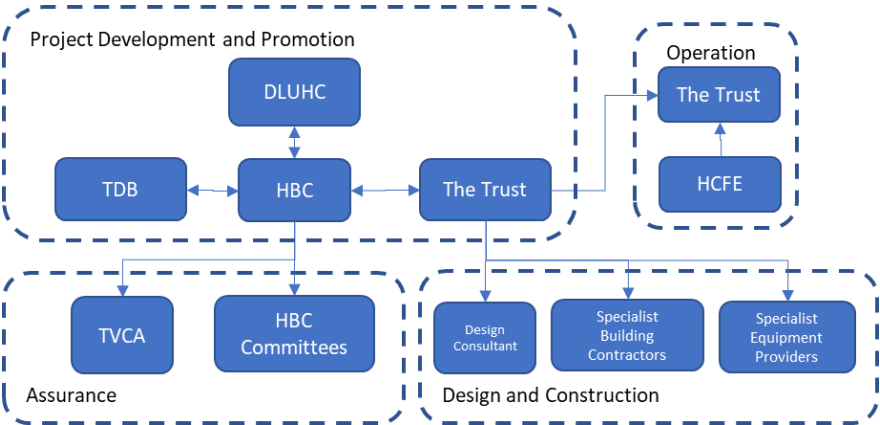 Project Development and Promotion
DLUHC
TDB
HBC
The Trust
Operation
The Trust
HCFE
TVCA
HBC
Committees
Assurance
Design
Consultant
Specialist
Building
Contractors
Specialist
Equipment
Providers
Design and Construction